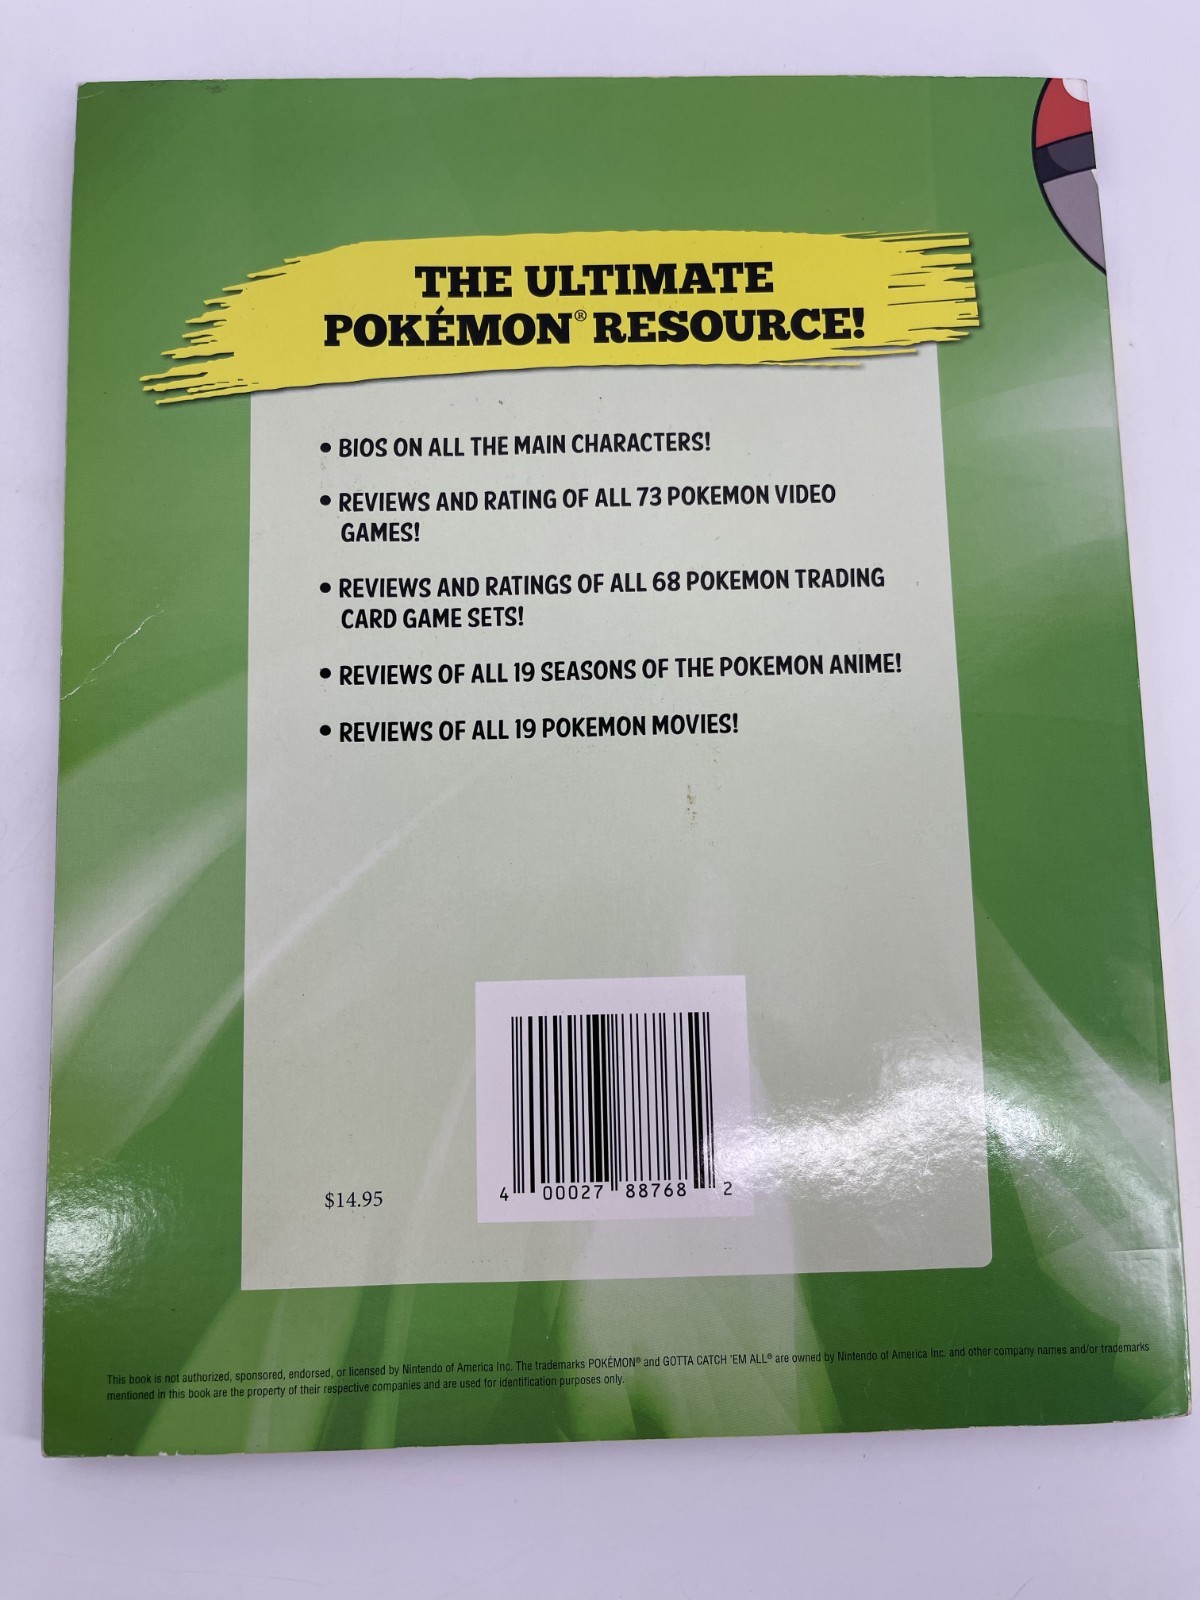 THE ULTIMATE
POKÉMON® RESOURCE!
• BIOS ON ALL THE MAIN CHARACTERS!
• REVIEWS AND RATING OF ALL 73 POKEMON VIDEO
GAMES!
• REVIEWS AND RATINGS OF ALL 68 POKEMON TRADING
CARD GAME SETS!
• REVIEWS OF ALL 19 SEASONS OF THE POKEMON ANIME!
• REVIEWS OF ALL 19 POKEMON MOVIES!
$14.95
4 00027 88768 2
This book is not authorized, sponsored, endorsed, or licensed by Nintendo of America Inc. The trademarks POKÉMON® and GOTTA CATCH 'EM ALL® are owned by Nintendo of America Inc. and other company names and/or trademarks
mentioned in this book are the property of their respective companies and are used for identification purposes only.